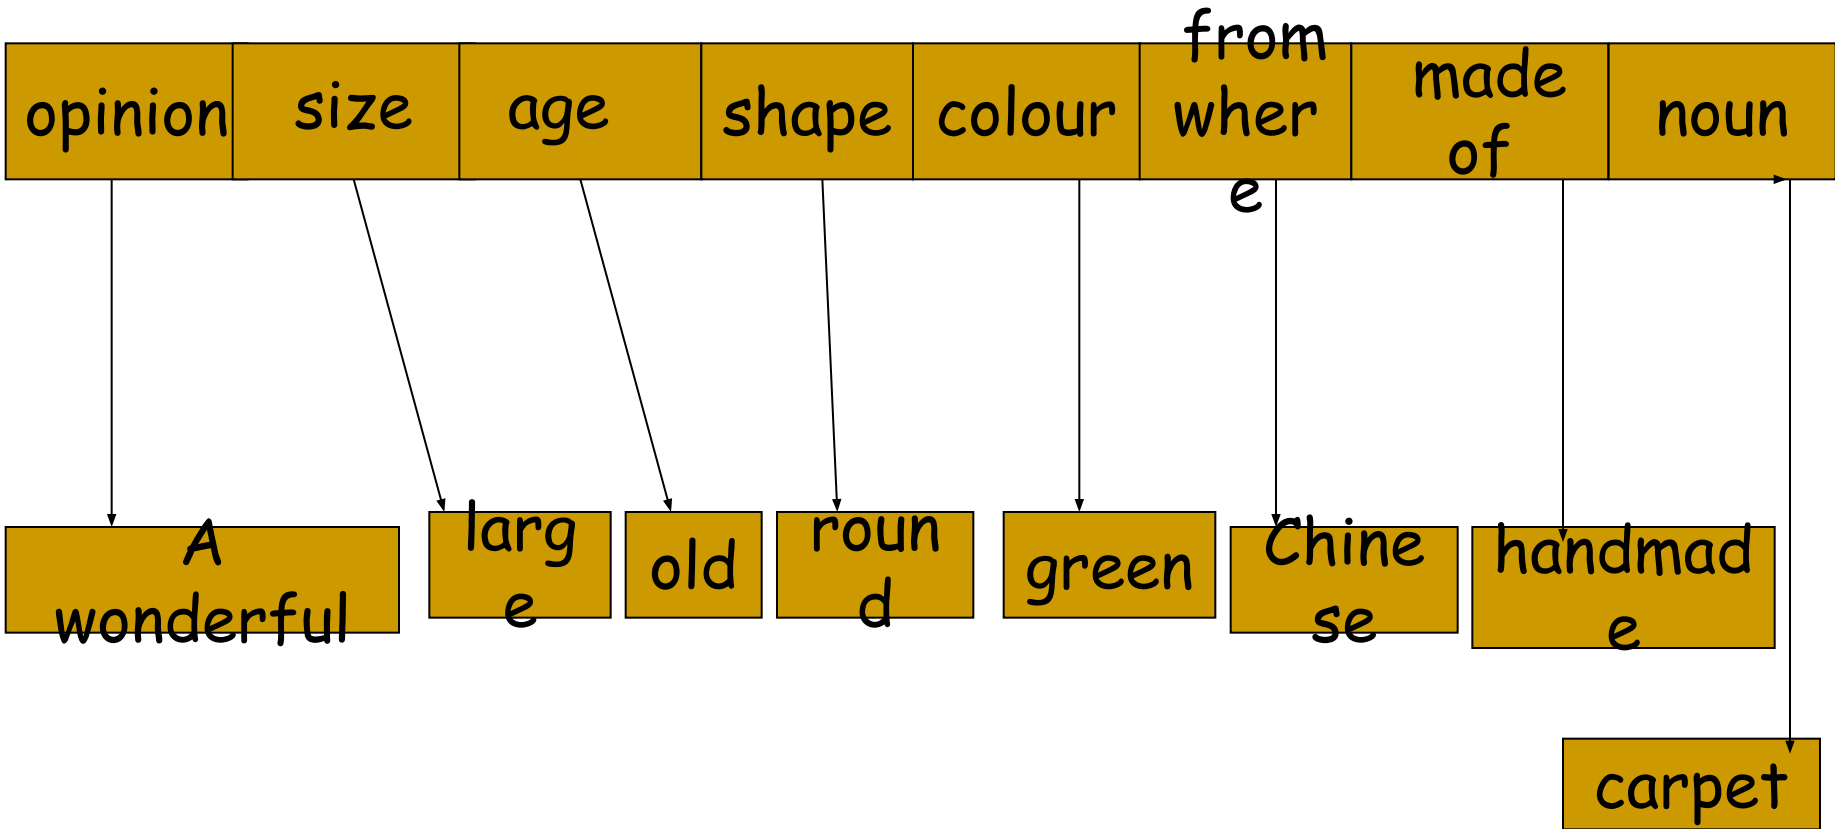 opinion
size
age
shape
colour
from
wher
e
made
of
noun
A
wonderful
larg
e
old
roun
d
green
Chine
se
handmad
e
carpet